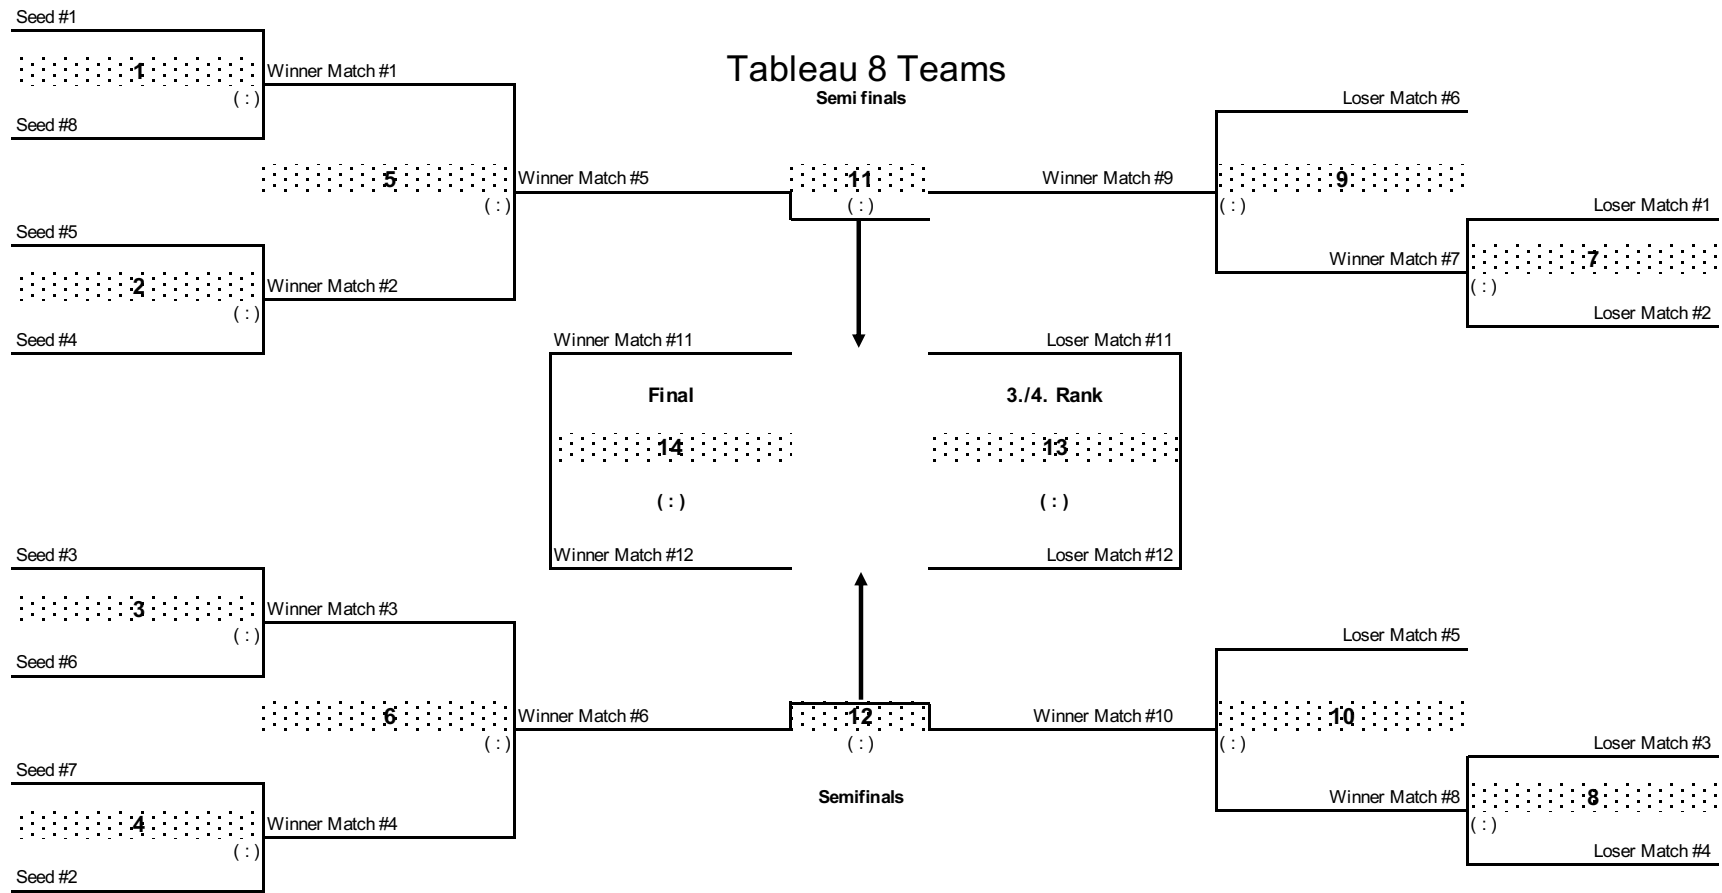 Seed #1
1
Winner Match #1
( : )
Seed #8
Tableau 8 Teams
Semi finals
Loser Match #6
5
Winner Match #5
( : )
11
( : )
Winner Match #9
9
( : )
Loser Match #1
Seed #5
2
Winner Match #2
( : )
Seed #4
Winner Match #7
7
( : )
Loser Match #2
Winner Match #11
Loser Match #11
Final
3./4. Rank
14
13
( : )
( : )
Winner Match #12
Loser Match #12
Seed #3
3
Winner Match #3
( : )
Seed #6
Loser Match #5
6
Winner Match #6
( : )
12
( : )
Winner Match #10
10
( : )
Loser Match #3
Seed #7
4
Winner Match #4
( : )
Seed #2
Semifinals
Winner Match #8
8
( : )
Loser Match #4